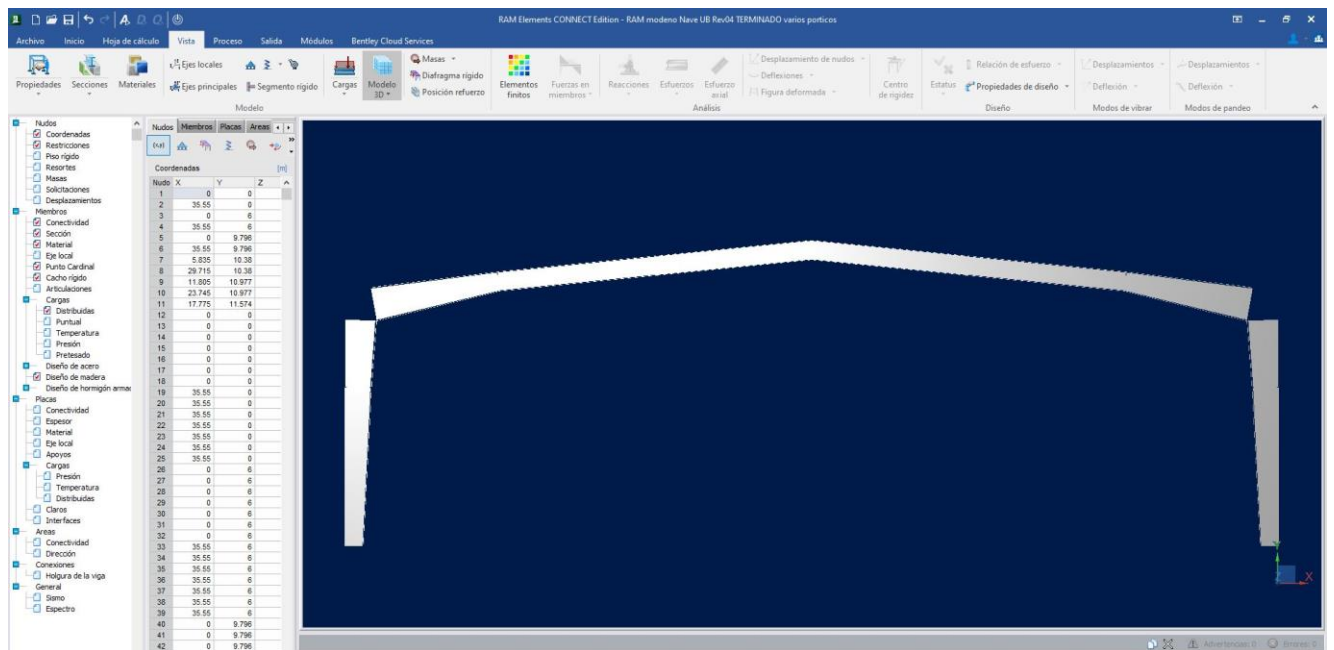 RAM Elements CONNECT Edition - RAM modeno Nave UB Rev04 TERMINADO varios porticos
Archivo Inicio Hoja de cálculo Vista Proceso Salida Módulos Bentley Cloud Services
Propiedades Secciones Materiales
Ejes locales
Ejes principales Segmento rígido
Modelo
Cargas Modelo 3D
Masas
Diafragma rígido
Posición refuerzo
Elementos finitos Fuerzas en miembros Reacciones Esfuerzos Esfuerzo axial
Desplazamiento de nudos
Deflexiones
Figura deformada
Análisis
Centro de rigidez
Estatus
Relación de esfuerzo
Propiedades de diseño
Diseño
Desplazamientos
Deflexión
Modos de vibrar
Desplazamientos
Deflexión
Modos de pandeo
Nudos
Coordenadas
Restricciones
Piso rígido
Resortes
Masas
Solicitaciones
Desplazamientos
Miembros
Conectividad
Sección
Material
Eje local
Punto Cardinal
Cacho rígido
Articulaciones
Cargas
Distribuidas
Puntual
Temperatura
Presión
Pretesado
Diseño de acero
Diseño de madera
Diseño de hormigón armad
Placas
Conectividad
Espesor
Material
Eje local
Apoyos
Cargas
Presión
Temperatura
Distribuidas
Claros
Interfaces
Areas
Conectividad
Dirección
Conexiones
Holgura de la viga
General
Sismo
Espectro
Nudos Miembros Placas Areas
Coordenadas [m]
Nudo X Y Z
1 0 0
2 35.55 0
3 0 6
4 35.55 6
5 0 9.796
6 35.55 9.796
7 5.835 10.38
8 29.715 10.38
9 11.805 10.977
10 23.745 10.977
11 17.775 11.574
12 0 0
13 0 0
14 0 0
15 0 0
16 0 0
17 0 0
18 0 0
19 35.55 0
20 35.55 0
21 35.55 0
22 35.55 0
23 35.55 0
24 35.55 0
25 35.55 0
26 0 6
27 0 6
28 0 6
29 0 6
30 0 6
31 0 6
32 0 6
33 35.55 6
34 35.55 6
35 35.55 6
36 35.55 6
37 35.55 6
38 35.55 6
39 35.55 6
40 0 9.796
41 0 9.796
42 0 9.796
Y
Z X
Advertencias: 0 Errores: 0